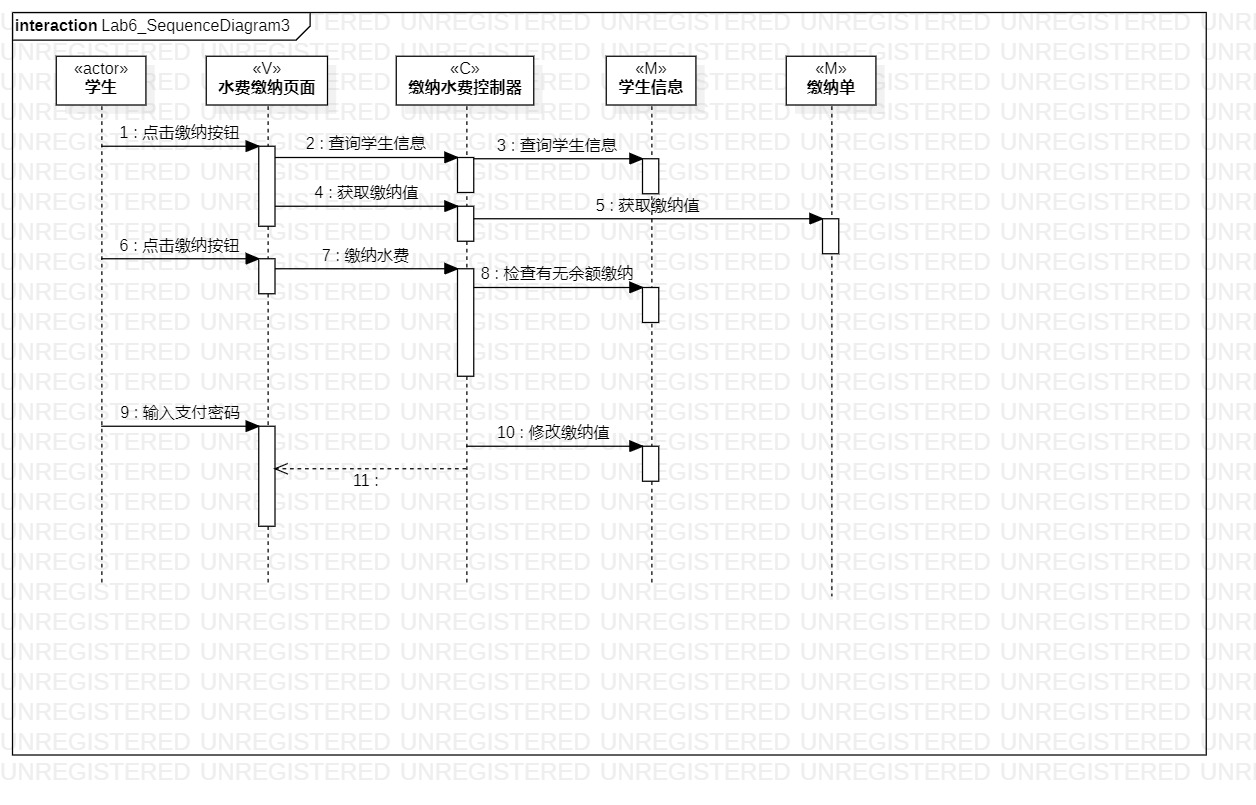 interaction Lab6_SequenceDiagram3
«actor»
学生
«V»
水费缴纳页面
«C»
缴纳水费控制器
«M»
学生信息
«M»
缴纳单
1 : 点击缴纳按钮
2 : 查询学生信息
3 : 查询学生信息
4 : 获取缴纳值
5 : 获取缴纳值
6 : 点击缴纳按钮
7 : 缴纳水费
8 : 检查有无余额缴纳
9 : 输入支付密码
10 : 修改缴纳值
11 :
UNREGISTERED UNREGISTERED UNREGISTERED UNREGISTERED UNREGISTERED UNREGISTERED